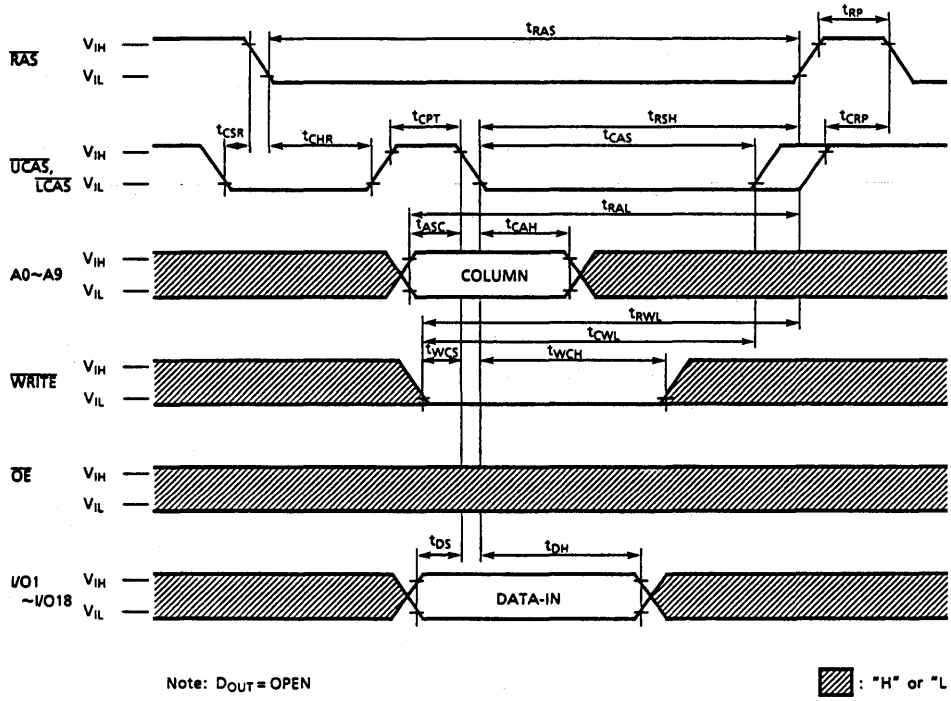 tRP
tRAS
RAS
VIH
VIL
tCSR
tCHR
tCPT
tRSH
tCAS
tCRP
UCAS,
LCAS
VIH
VIL
tRAL
tASC
tCAH
A0~A9
VIH
VIL
COLUMN
tRWL
tCWL
tWCS
tWCH
WRITE
VIH
VIL
OE
VIH
VIL
tDS
tDH
I/O1
~I/O18
VIH
VIL
DATA-IN
Note: DOUT = OPEN
: "H" or "L